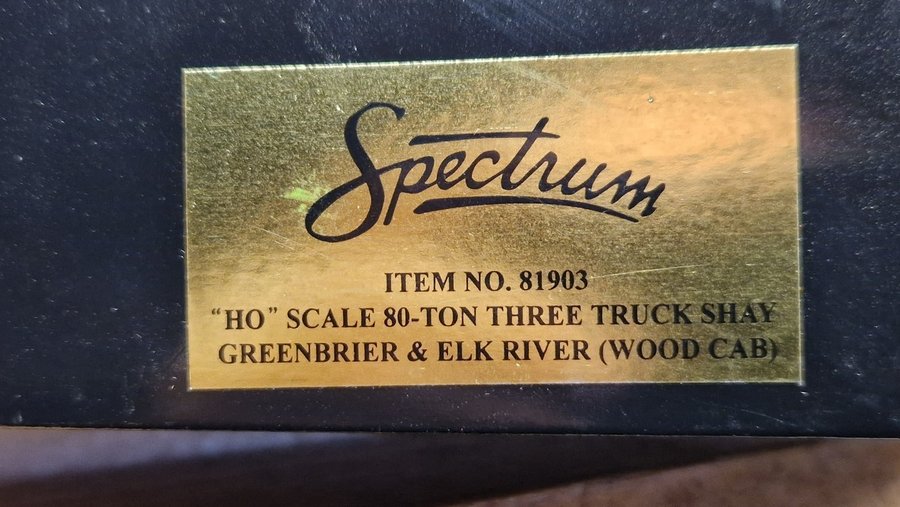 Spectrum
ITEM NO. 81903
“HO” SCALE 80-TON THREE TRUCK SHAY
GREENBRIER & ELK RIVER (WOOD CAB)